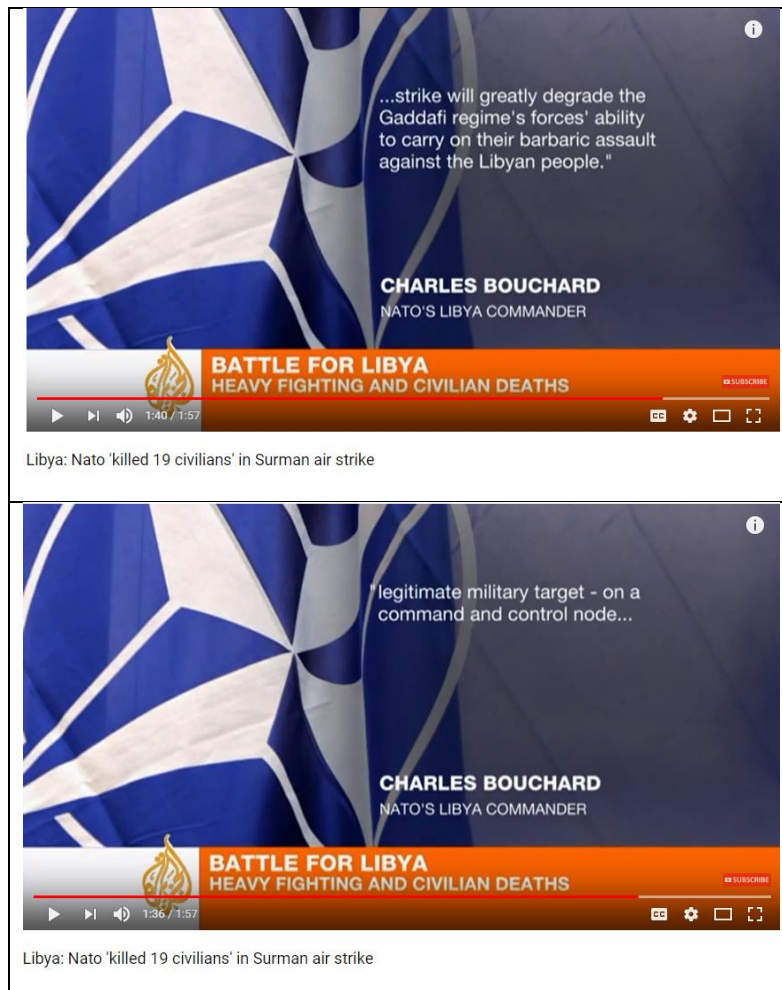 ...strike will greatly degrade the
Gaddafi regime's forces' ability
to carry on their barbaric assault
against the Libyan people."
CHARLES BOUCHARD
NATO'S LIBYA COMMANDER
BATTLE FOR LIBYA
HEAVY FIGHTING AND CIVILIAN DEATHS
SUBSCRIBE
1:40 / 1:57
CC
Libya: Nato 'killed 19 civilians' in Surman air strike
"legitimate military target - on a
command and control node...
CHARLES BOUCHARD
NATO'S LIBYA COMMANDER
BATTLE FOR LIBYA
HEAVY FIGHTING AND CIVILIAN DEATHS
SUBSCRIBE
1:36 / 1:57
CC
Libya: Nato 'killed 19 civilians' in Surman air strike